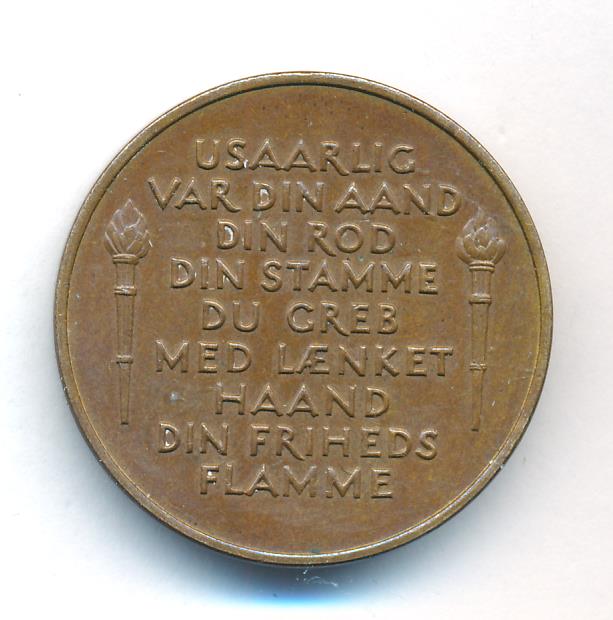 USAARLIG
VAR DIN AAND
DIN ROD
DIN STAMME
DU GREB
MED LÆNKET
HAAND
DIN FRIHEDS
FLAMME